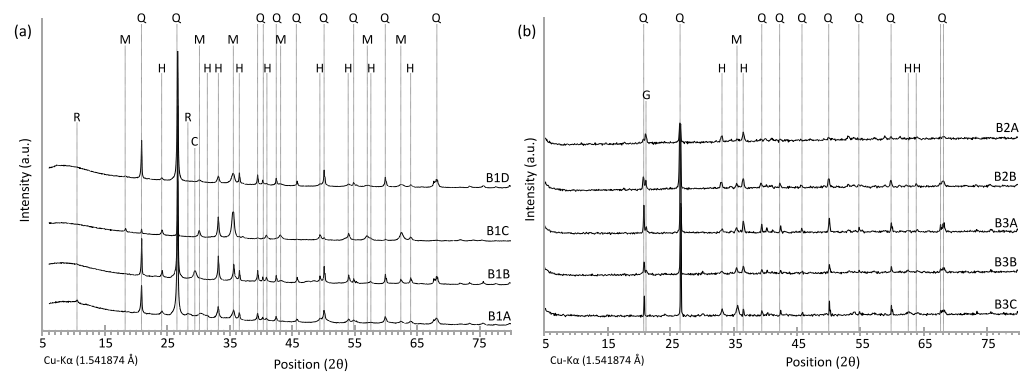 (a) Q Q Q Q Q Q Q Q Q
M M M M M M
H H H H H H H H H
R R
C
B1D
B1C
B1B
B1A
Intensity (a.u.)
5 15 25 35 45 55 65 75
Cu-Kα (1.541874 Å) Position (2θ)
(b) Q Q Q Q Q Q Q Q Q
M
H H H H
G
B2A
B2B
B3A
B3B
B3C
Intensity (a.u.)
5 15 25 35 45 55 65 75
Cu-Kα (1.541874 Å) Position (2θ)